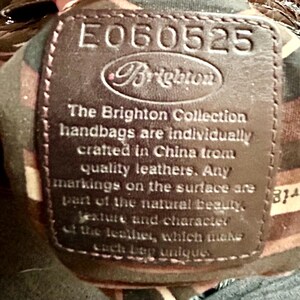 E060525
Brighton
The Brighton Collection
handbags are individually
crafted in China from
quality leathers. Any
markings on the surface are
part of the natural beauty,
texture and character
of the leather, which make
each bag unique.